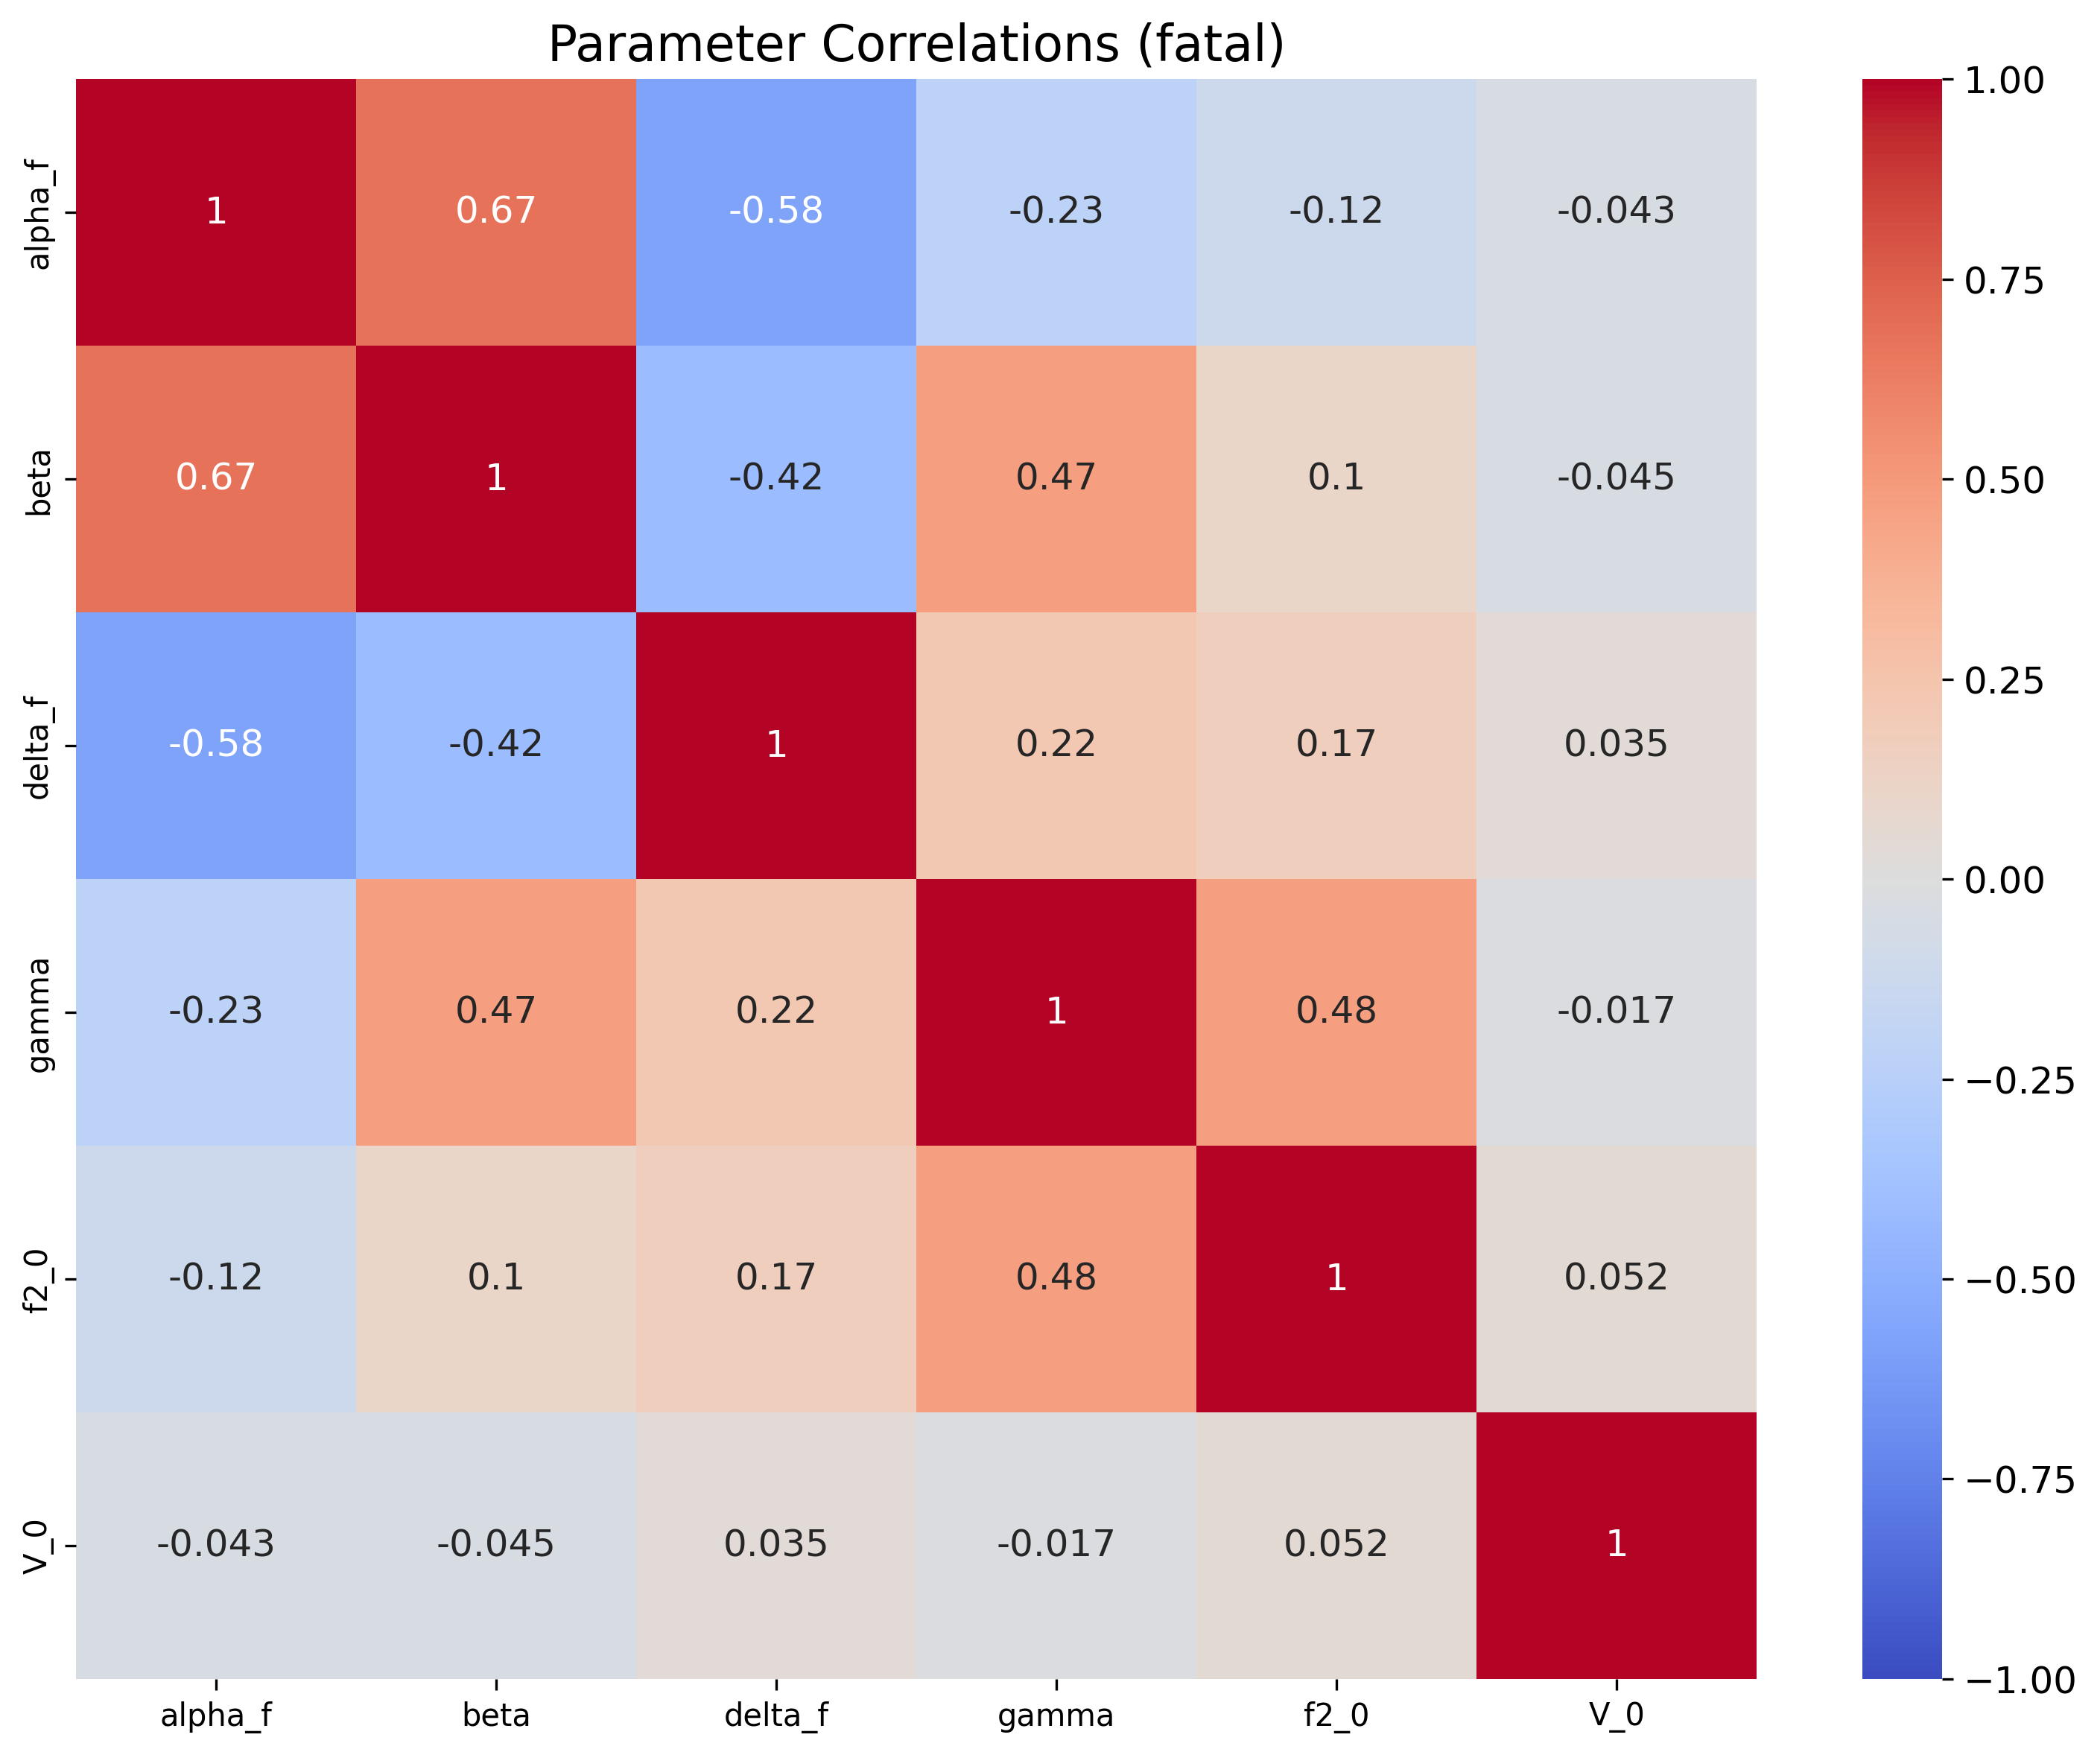 Parameter Correlations (fatal)
alpha_f 1 0.67 -0.58 -0.23 -0.12 -0.043
beta 0.67 1 -0.42 0.47 0.1 -0.045
delta_f -0.58 -0.42 1 0.22 0.17 0.035
gamma -0.23 0.47 0.22 1 0.48 -0.017
f2_0 -0.12 0.1 0.17 0.48 1 0.052
V_0 -0.043 -0.045 0.035 -0.017 0.052 1
alpha_f beta delta_f gamma f2_0 V_0
1.00
0.75
0.50
0.25
0.00
−0.25
−0.50
−0.75
−1.00